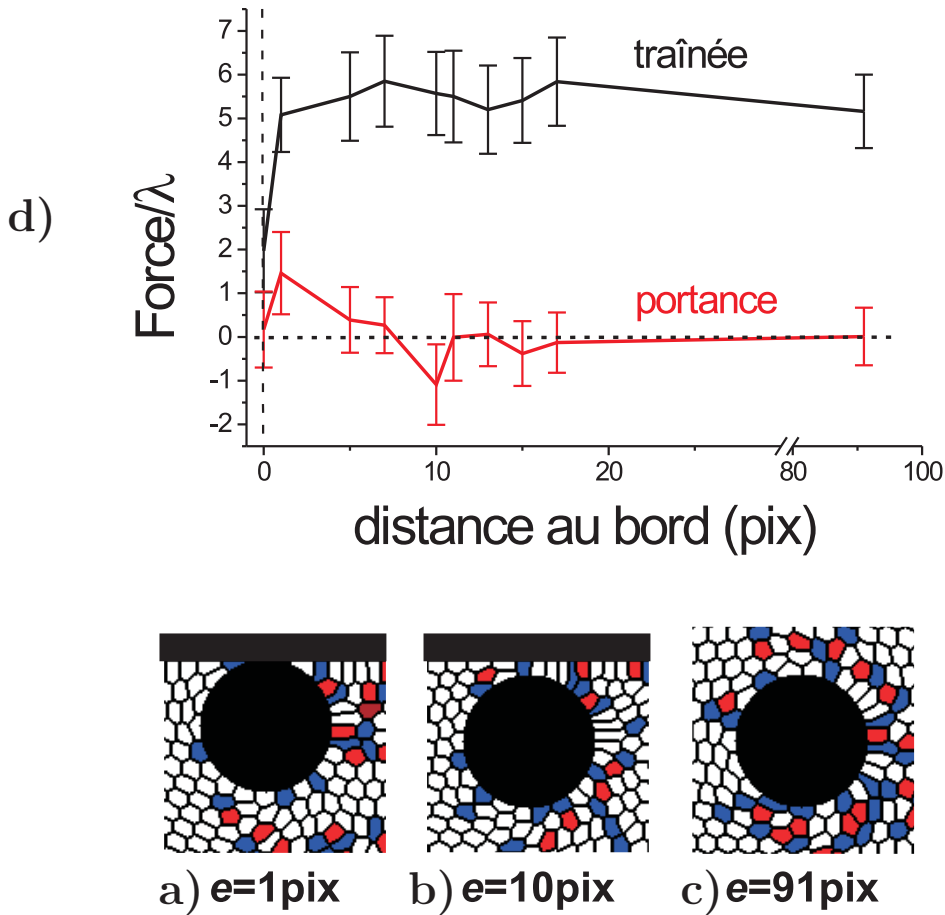 7
6
5
4
3
2
1
0
-1
-2
Force/λ
d)
traînée
portance
0 10 20 80 100
distance au bord (pix)
a) e=1pix b) e=10pix c) e=91pix